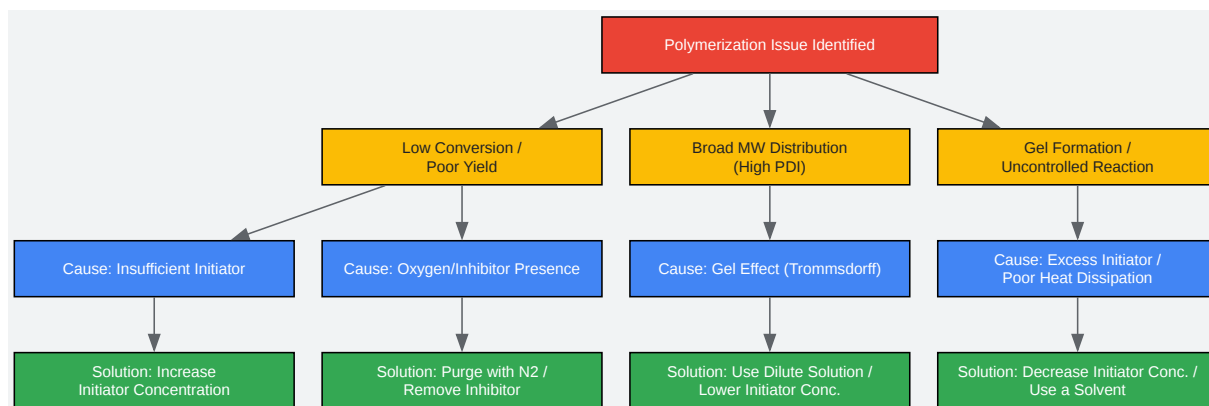 Polymerization Issue Identified
Low Conversion /
Poor Yield
Broad MW Distribution
(High PDI)
Gel Formation /
Uncontrolled Reaction
Cause: Insufficient Initiator
Cause: Oxygen/Inhibitor Presence
Cause: Gel Effect (Trommsdorff)
Cause: Excess Initiator /
Poor Heat Dissipation
Solution: Increase
Initiator Concentration
Solution: Purge with N2 /
Remove Inhibitor
Solution: Use Dilute Solution /
Lower Initiator Conc.
Solution: Decrease Initiator Conc. /
Use a Solvent